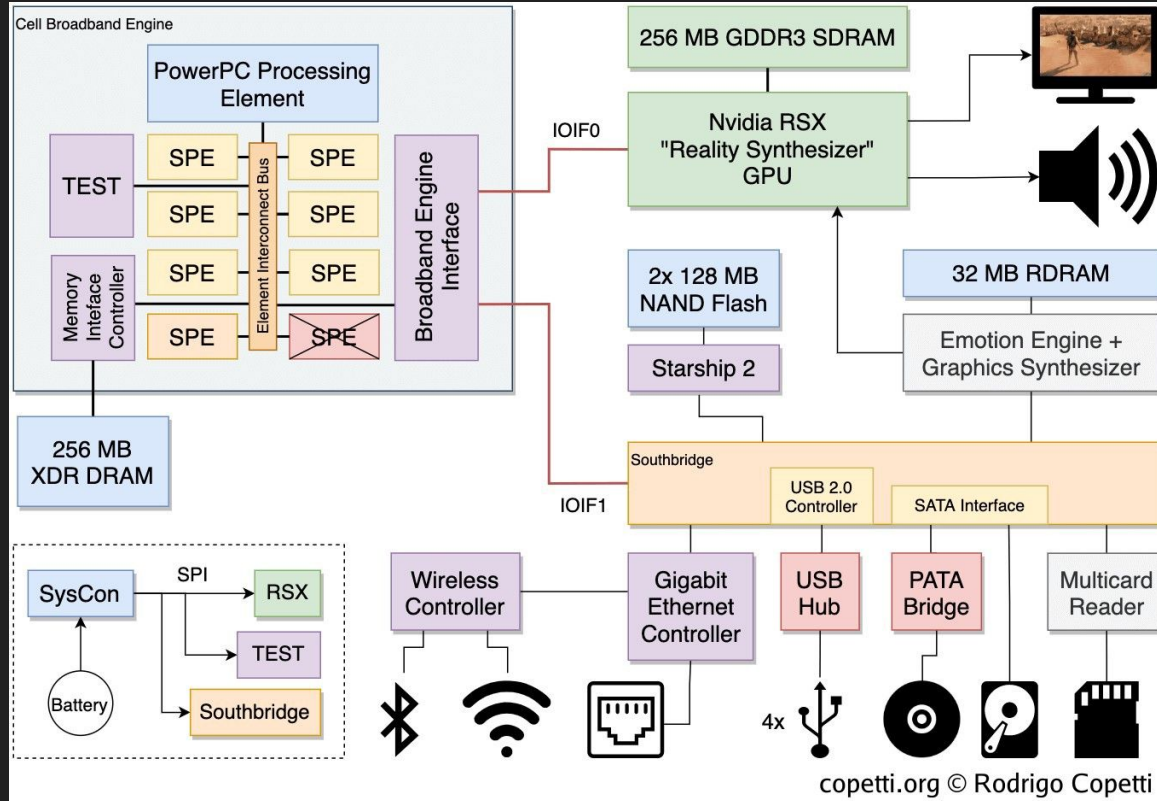 Cell Broadband Engine
PowerPC Processing
Element
TEST
SPE
SPE
SPE
SPE
SPE
SPE
SPE
SPE
Element Interconnect Bus
Memory
Inteface
Controller
Broadband Engine
Interface
256 MB
XDR DRAM
IOIF0
IOIF1
256 MB GDDR3 SDRAM
Nvidia RSX
"Reality Synthesizer"
GPU
2x 128 MB
NAND Flash
Starship 2
32 MB RDRAM
Emotion Engine +
Graphics Synthesizer
Southbridge
USB 2.0
Controller
SATA Interface
SysCon
SPI
RSX
TEST
Battery
Southbridge
Wireless
Controller
Gigabit
Ethernet
Controller
USB
Hub
PATA
Bridge
Multicard
Reader
4x
copetti.org © Rodrigo Copetti